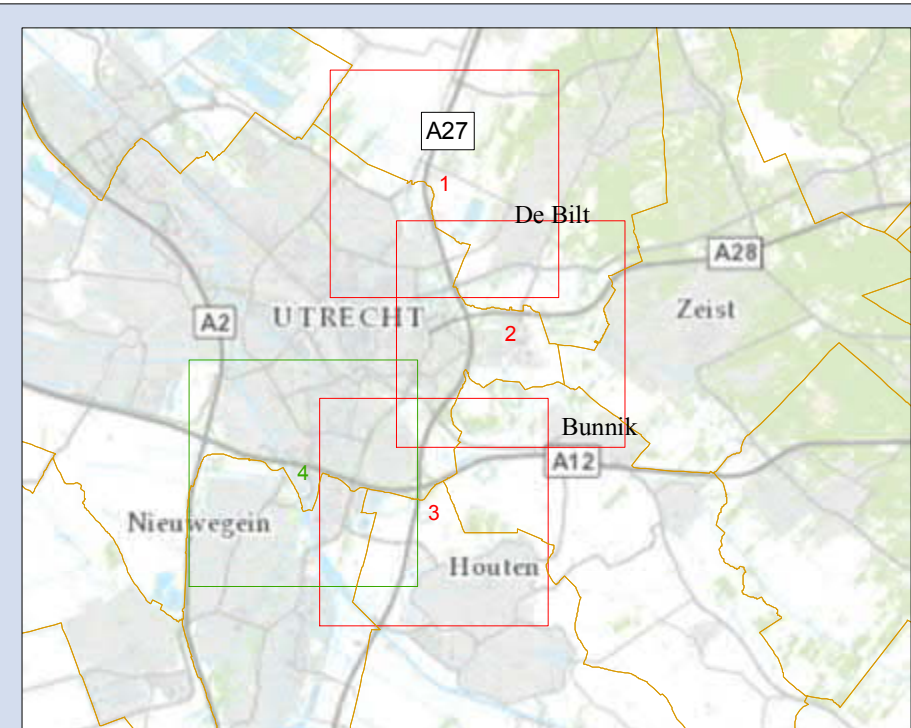 A27
1
De Bilt
A28
Zeist
A2
UTRECHT
2
Bunnik
A12
4
3
Nieuwegein
Houten